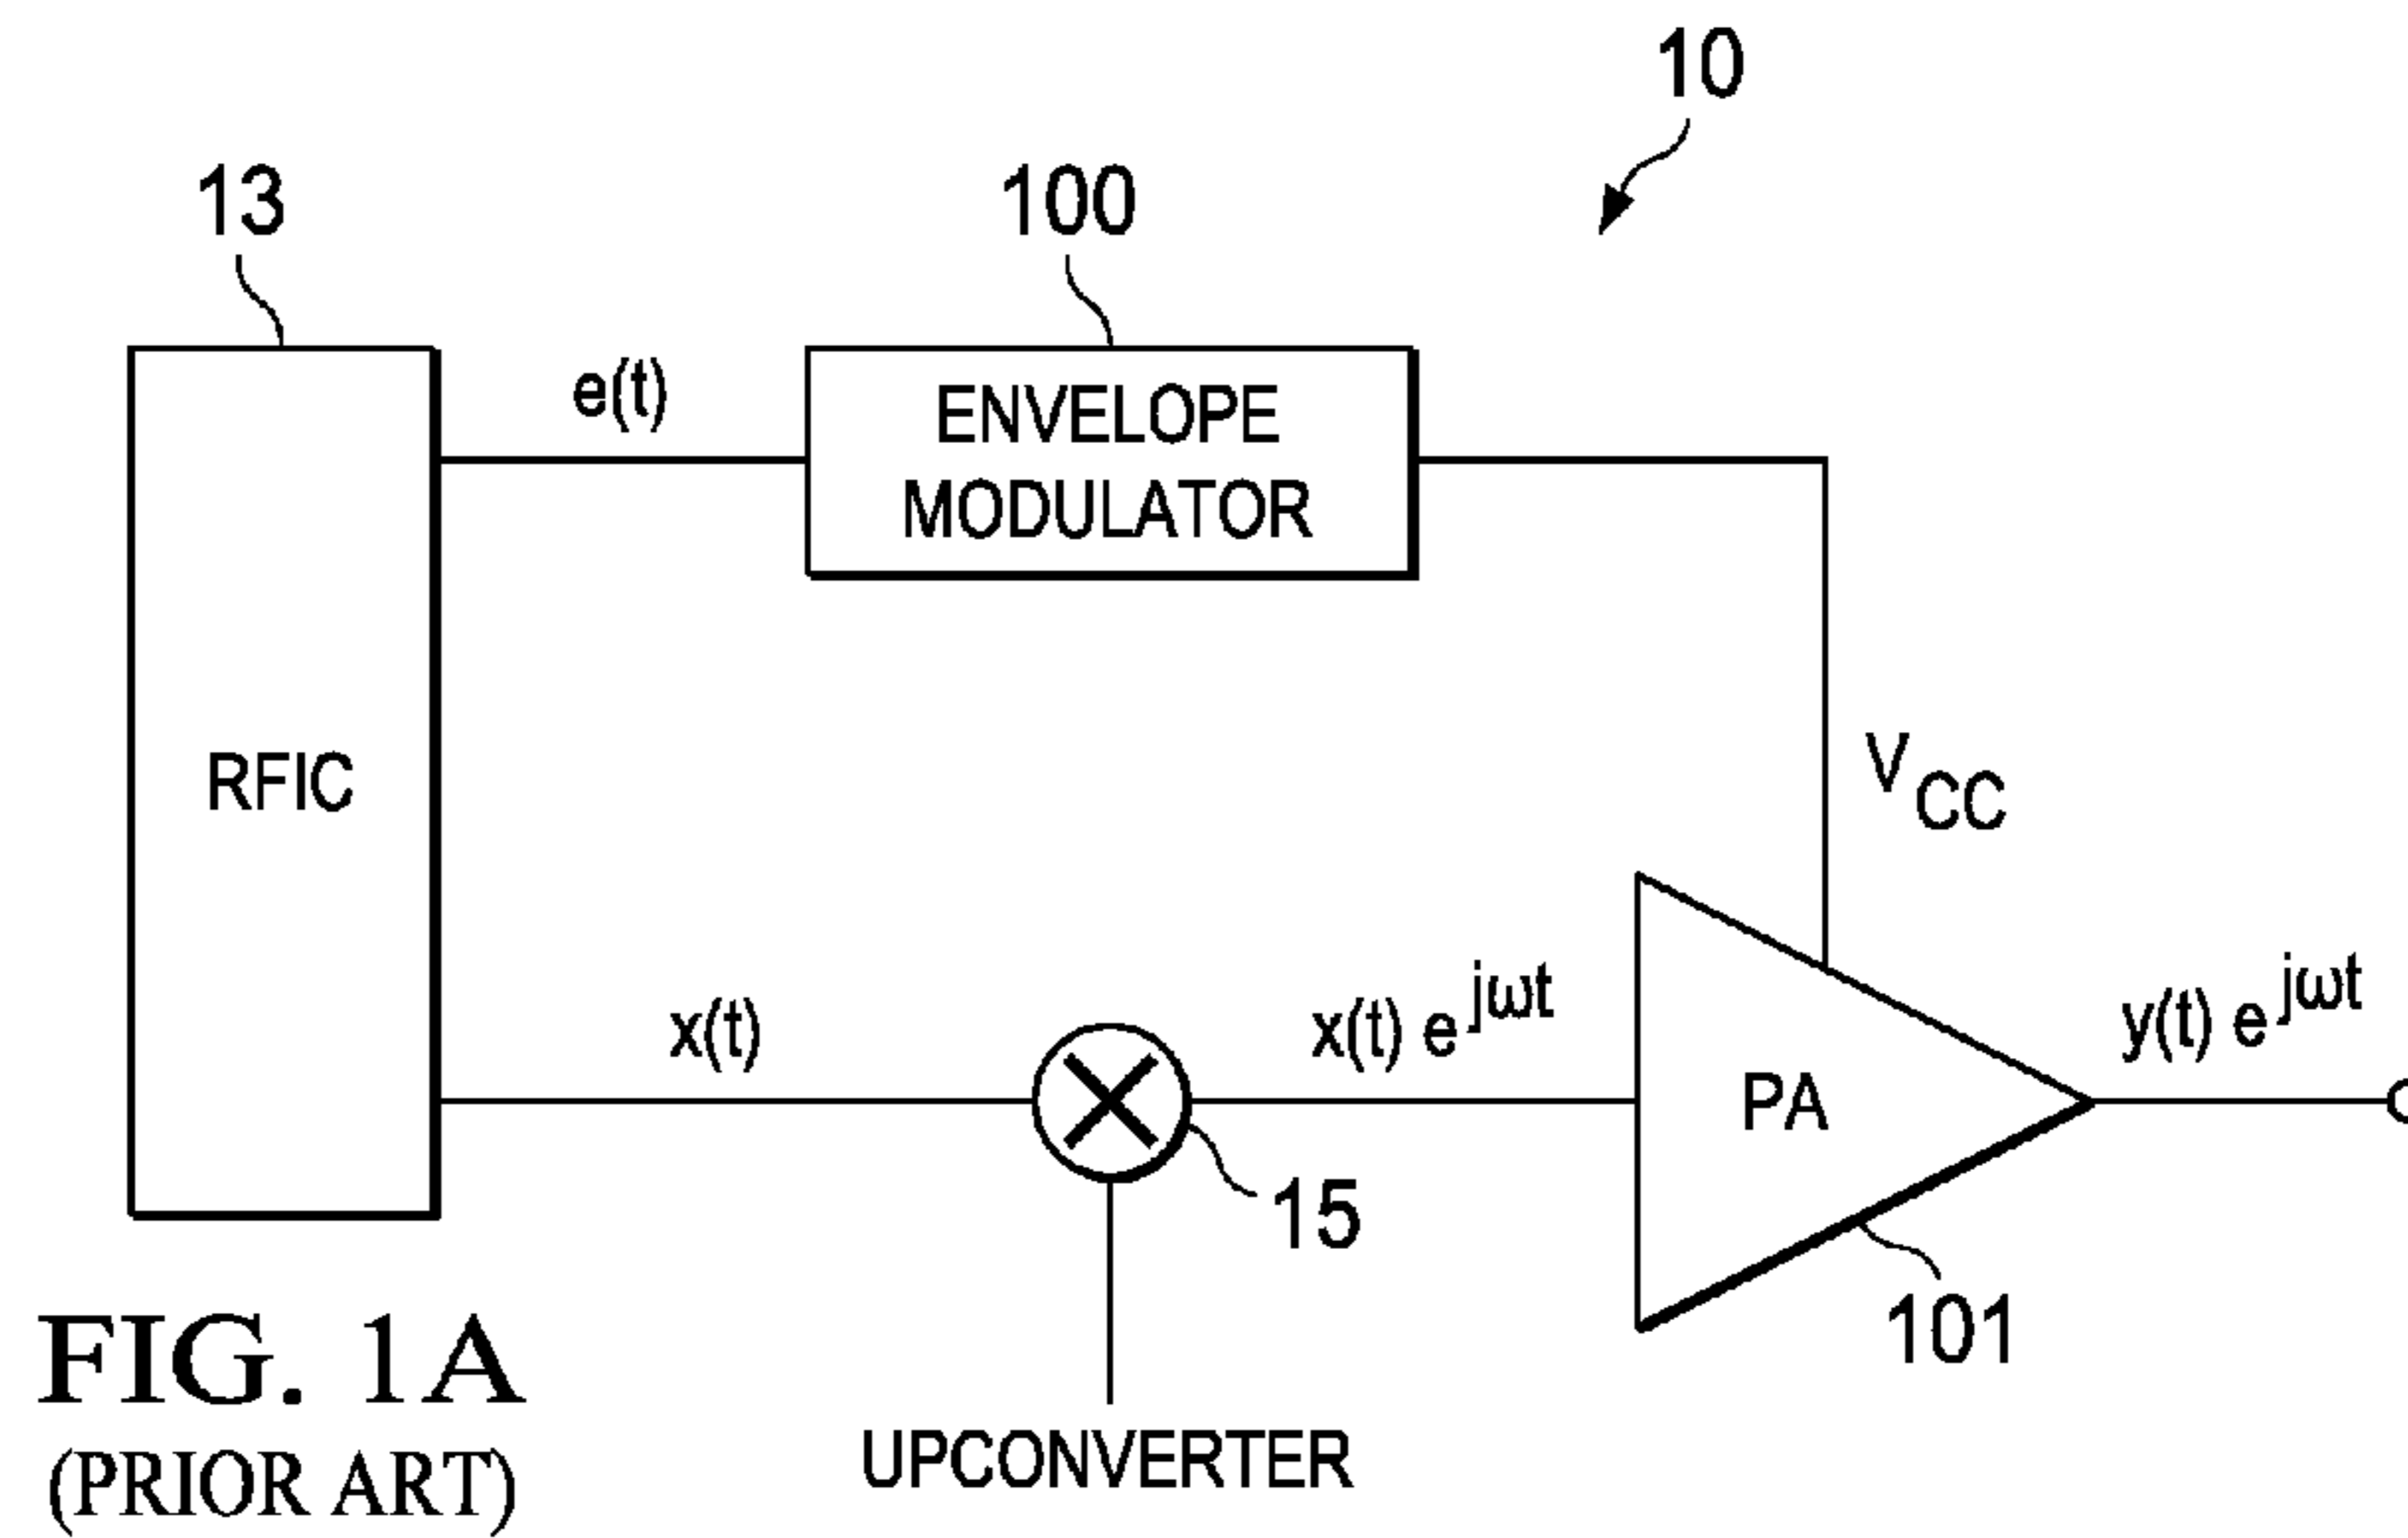 10
13
100
e(t)
ENVELOPE
MODULATOR
RFIC
VCC
x(t)
x(t) e^jωt
PA
y(t) e^jωt
15
101
UPCONVERTER
FIG. 1A
(PRIOR ART)